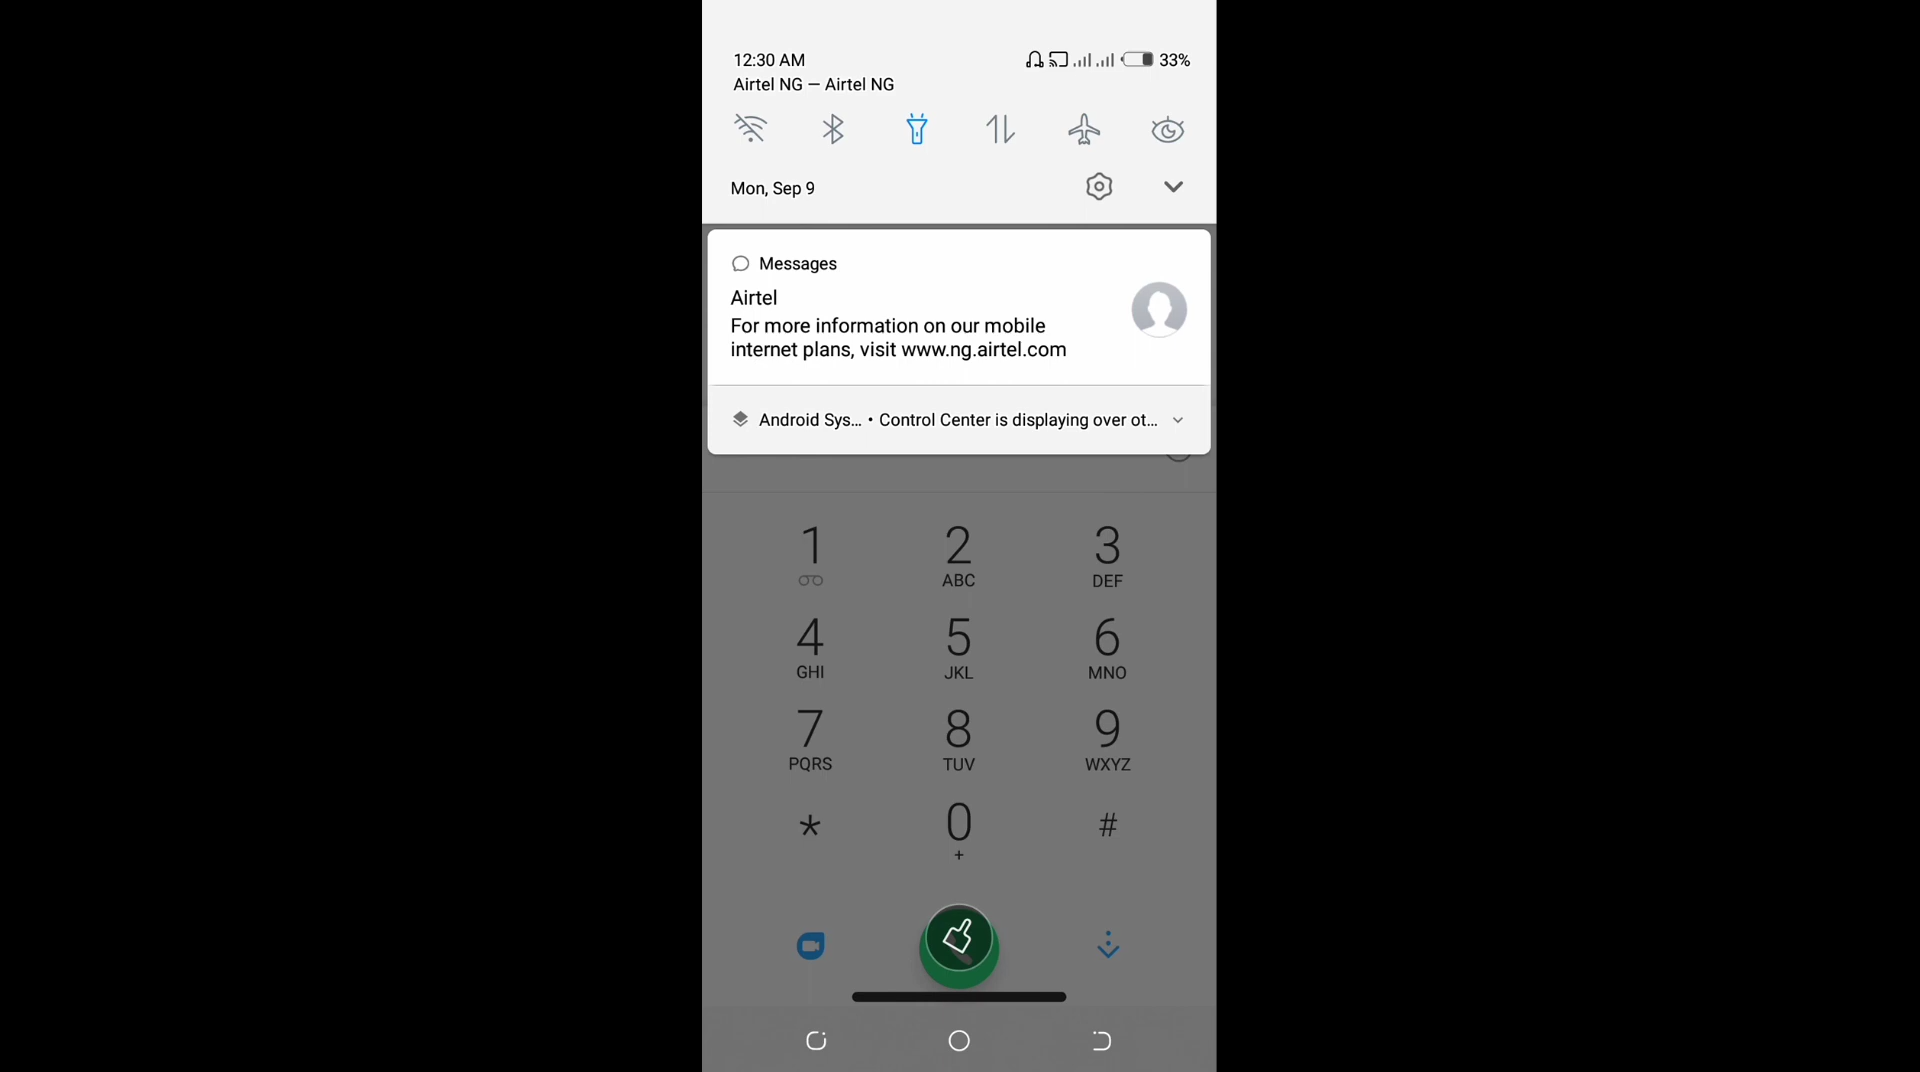 12:30 AM
33%
Airtel NG — Airtel NG
Mon, Sep 9
Messages
Airtel
For more information on our mobile
internet plans, visit www.ng.airtel.com
Android Sys... • Control Center is displaying over ot...
1 2 3
ABC DEF
4 5 6
GHI JKL MNO
7 8 9
PQRS TUV WXYZ
* 0 #
+